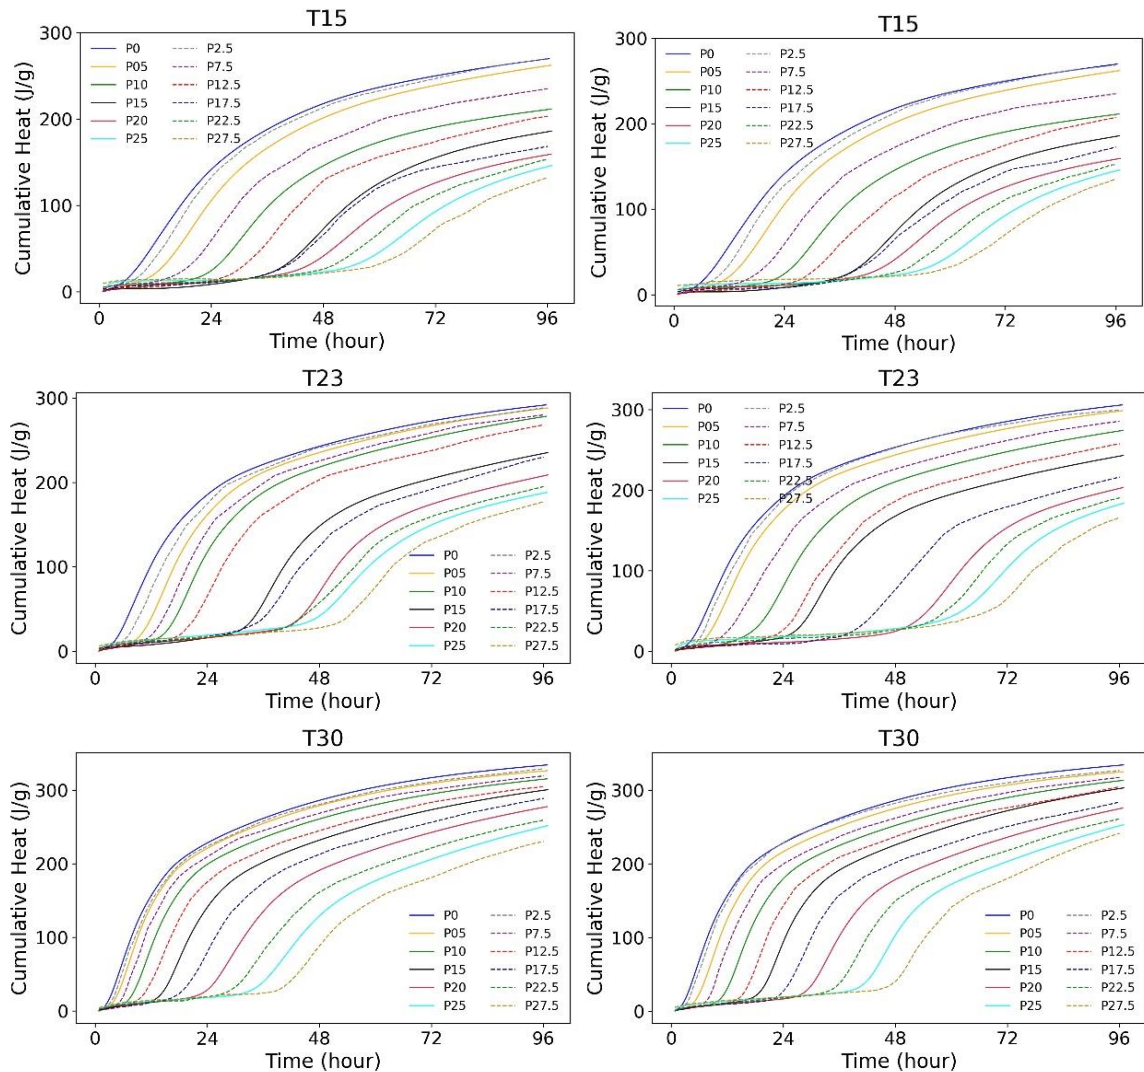 T15
300
200
100
0
Cumulative Heat (J/g)
P0 P2.5
P05 P7.5
P10 P12.5
P15 P17.5
P20 P22.5
P25 P27.5
0 24 48 72 96
Time (hour)
T15
300
200
100
0
Cumulative Heat (J/g)
P0 P2.5
P05 P7.5
P10 P12.5
P15 P17.5
P20 P22.5
P25 P27.5
0 24 48 72 96
Time (hour)
T23
300
200
100
0
Cumulative Heat (J/g)
P0 P2.5
P05 P7.5
P10 P12.5
P15 P17.5
P20 P22.5
P25 P27.5
0 24 48 72 96
Time (hour)
T23
300
200
100
0
Cumulative Heat (J/g)
P0 P2.5
P05 P7.5
P10 P12.5
P15 P17.5
P20 P22.5
P25 P27.5
0 24 48 72 96
Time (hour)
T30
300
200
100
0
Cumulative Heat (J/g)
P0 P2.5
P05 P7.5
P10 P12.5
P15 P17.5
P20 P22.5
P25 P27.5
0 24 48 72 96
Time (hour)
T30
300
200
100
0
Cumulative Heat (J/g)
P0 P2.5
P05 P7.5
P10 P12.5
P15 P17.5
P20 P22.5
P25 P27.5
0 24 48 72 96
Time (hour)